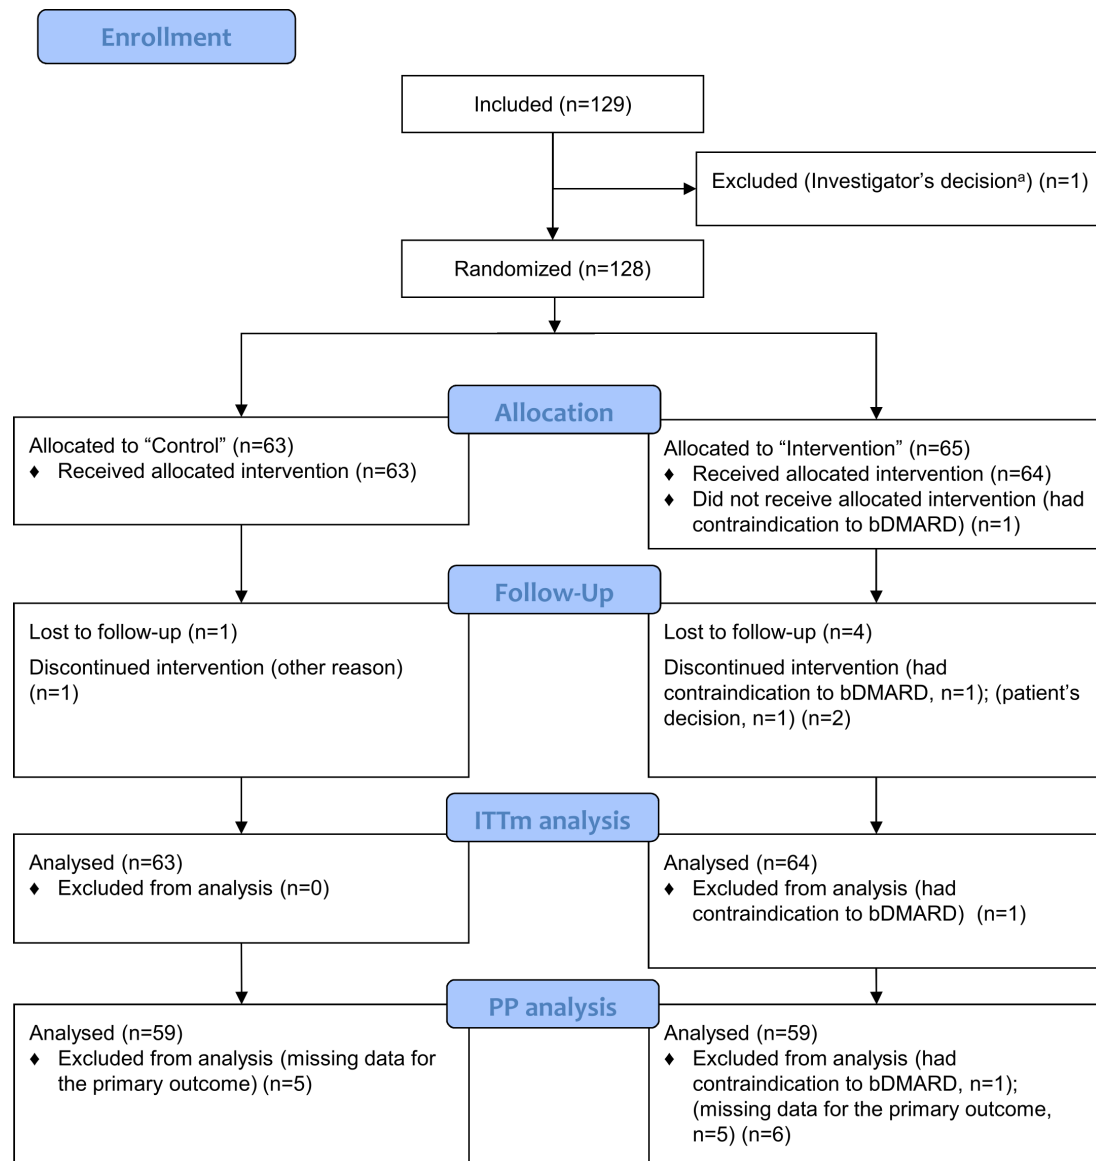 Enrollment
Included (n=129)
Excluded (Investigator’s decisionᵃ) (n=1)
Randomized (n=128)
Allocation
Allocated to “Control” (n=63)
♦ Received allocated intervention (n=63)
Allocated to “Intervention” (n=65)
♦ Received allocated intervention (n=64)
♦ Did not receive allocated intervention (had
contraindication to bDMARD) (n=1)
Follow-Up
Lost to follow-up (n=1)
Discontinued intervention (other reason)
(n=1)
Lost to follow-up (n=4)
Discontinued intervention (had
contraindication to bDMARD, n=1); (patient’s
decision, n=1) (n=2)
ITTm analysis
Analysed (n=63)
♦ Excluded from analysis (n=0)
Analysed (n=64)
♦ Excluded from analysis (had
contraindication to bDMARD) (n=1)
PP analysis
Analysed (n=59)
♦ Excluded from analysis (missing data for
the primary outcome) (n=5)
Analysed (n=59)
♦ Excluded from analysis (had
contraindication to bDMARD, n=1);
(missing data for the primary outcome,
n=5) (n=6)